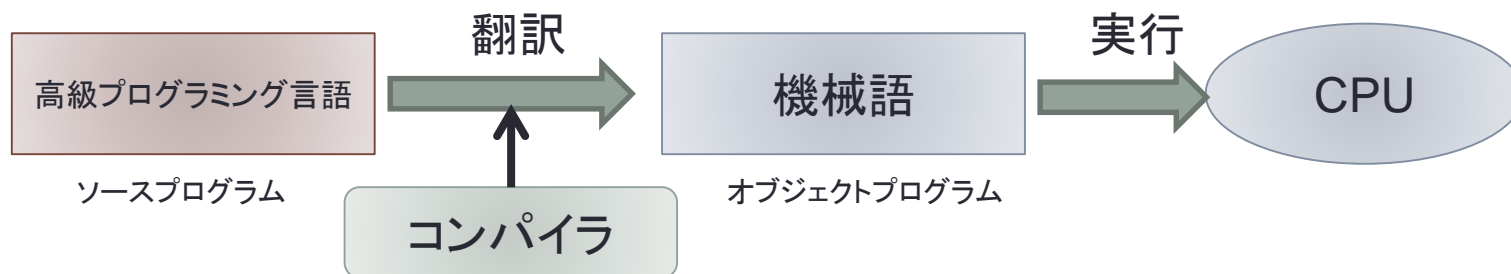 翻訳
実行
高級プログラミング言語
機械語
CPU
ソースプログラム
オブジェクトプログラム
コンパイラ